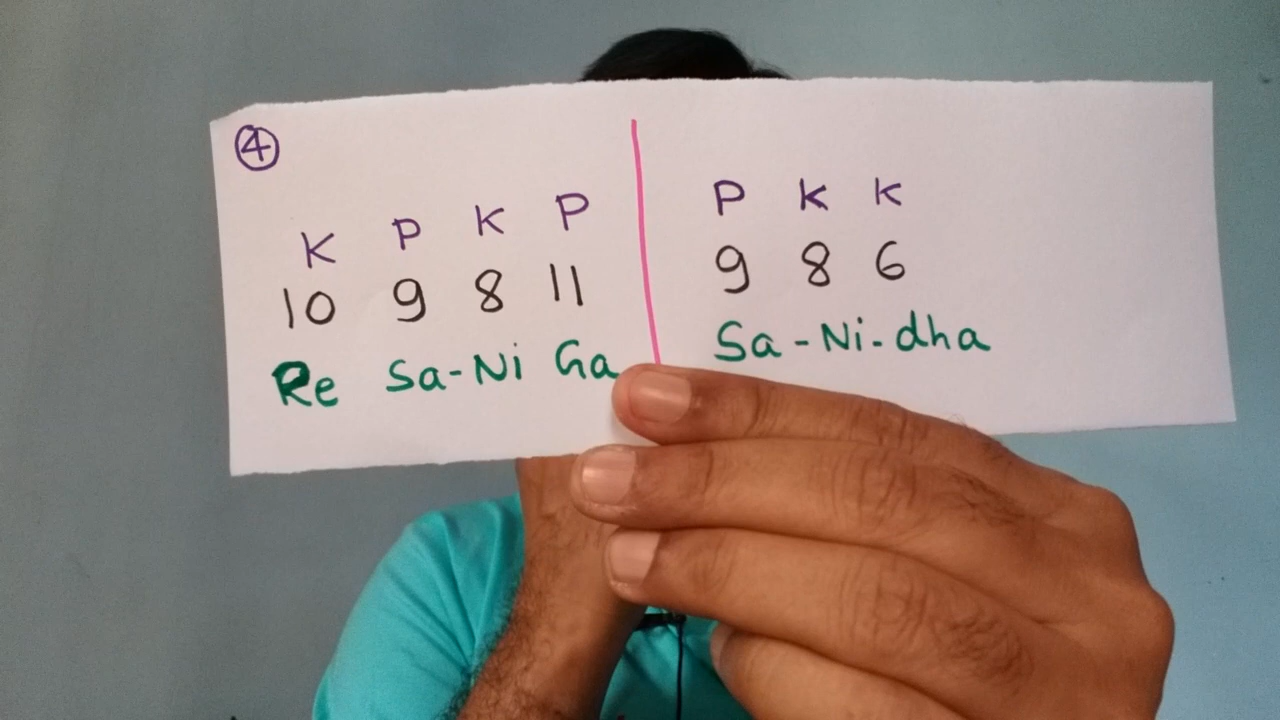 ④
K P K P P K K
10 9 8 11 9 8 6
Re Sa-Ni Ga Sa-Ni-dha